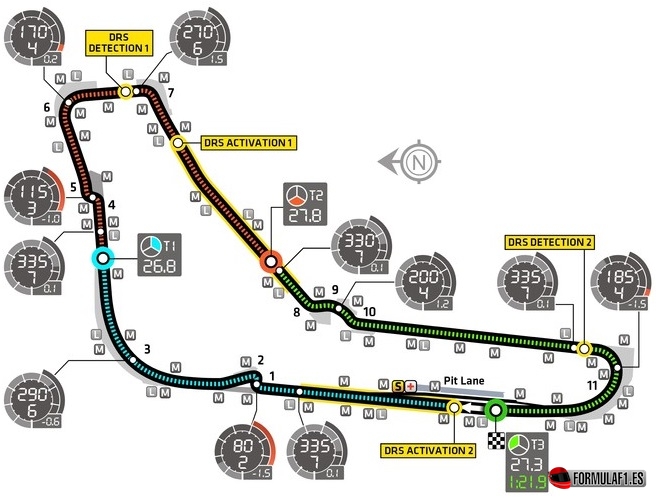 170
4
0.2
M
L
DRS
DETECTION 1
L
M
270
6
1.5
6
7
M
M
M
M
M
L
M
L
DRS ACTIVATION 1
N
115
3
-1.0
5
4
M
M
L
335
7
0.1
T1
26.8
T2
27.8
L
M
L
M
330
7
0.1
M
L
8
9
10
M
M
200
4
1.2
DRS DETECTION 2
335
7
0.1
185
4
-1.5
M
M
M
M
L
M
L
M
11
L
M
3
290
6
-0.6
M
M
L
M
M
2
1
M
M
M
S
M
Pit Lane
M
M
M
L
M
80
2
-1.5
335
7
0.1
DRS ACTIVATION 2
T3
27.3
1:21.9
M
L
L
M
FORMULAF1.ES